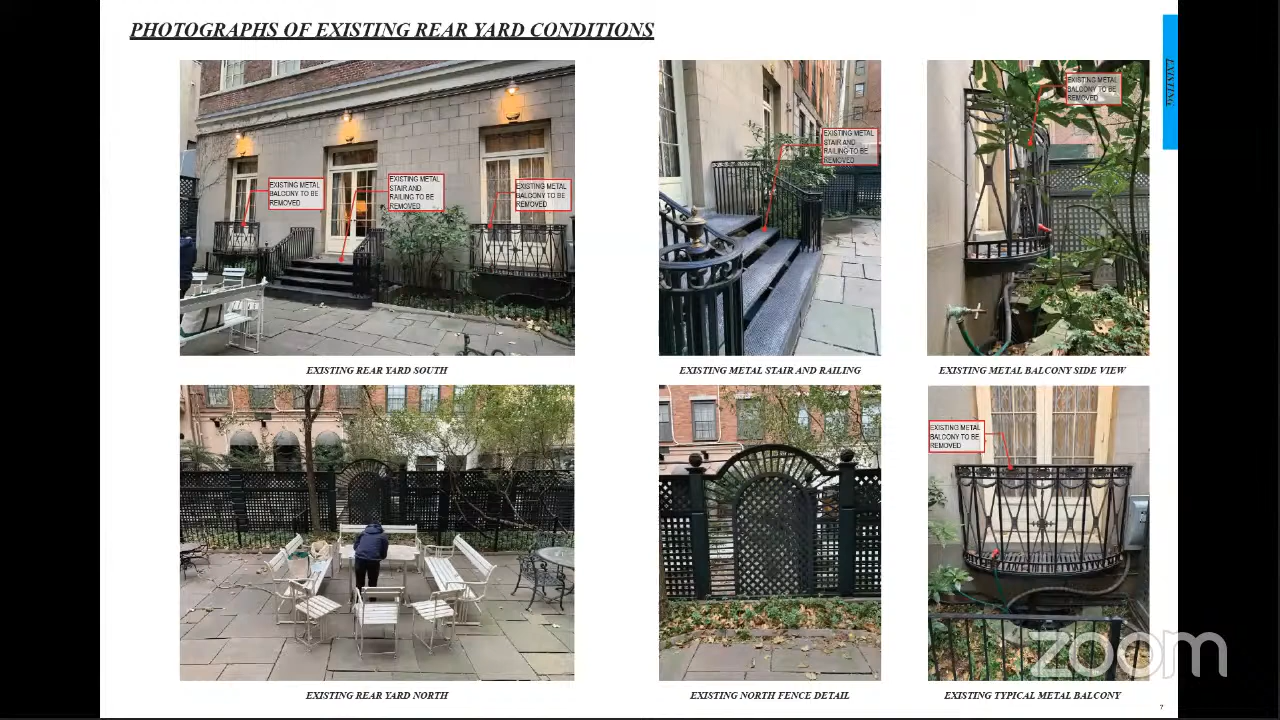 PHOTOGRAPHS OF EXISTING REAR YARD CONDITIONS
EXISTING
EXISTING METAL
BALCONY TO BE
REMOVED
EXISTING METAL
STAIR AND
RAILING TO BE
REMOVED
EXISTING METAL
BALCONY TO BE
REMOVED
EXISTING METAL
STAIR AND
RAILING TO BE
REMOVED
EXISTING METAL
BALCONY TO BE
REMOVED
EXISTING REAR YARD SOUTH
EXISTING METAL STAIR AND RAILING
EXISTING METAL BALCONY SIDE VIEW
EXISTING METAL
BALCONY TO BE
REMOVED
EXISTING REAR YARD NORTH
EXISTING NORTH FENCE DETAIL
EXISTING TYPICAL METAL BALCONY
zoom
7